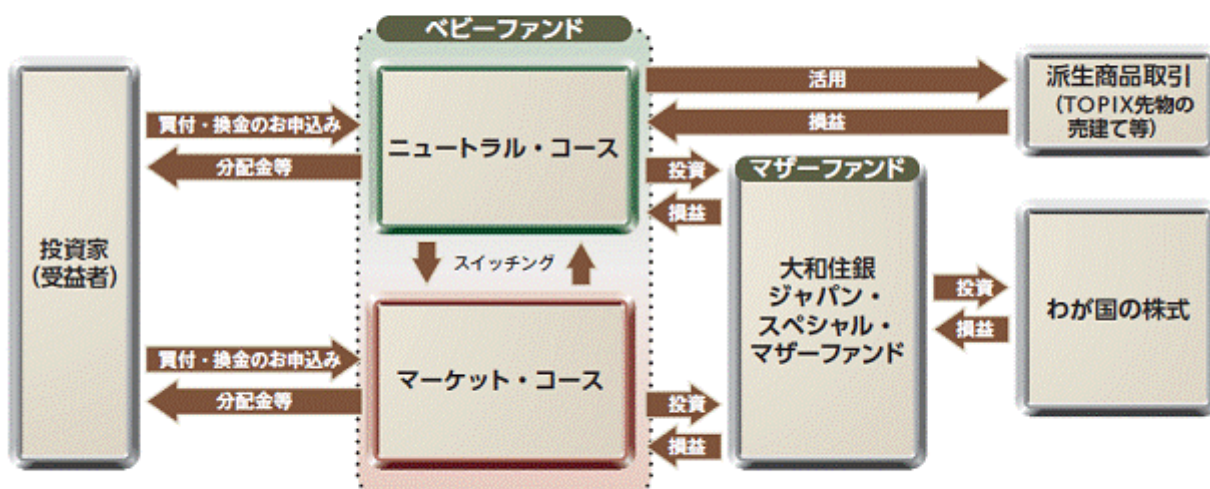 ベビーファンド
投資家
(受益者)
買付・換金のお申込み
分配金等
ニュートラル・コース
活用
損益
派生商品取引
(TOPIX先物の
売建て等)
投資
損益
スイッチング
買付・換金のお申込み
分配金等
マーケット・コース
投資
損益
マザーファンド
大和住銀
ジャパン・
スペシャル・
マザーファンド
投資
損益
わが国の株式